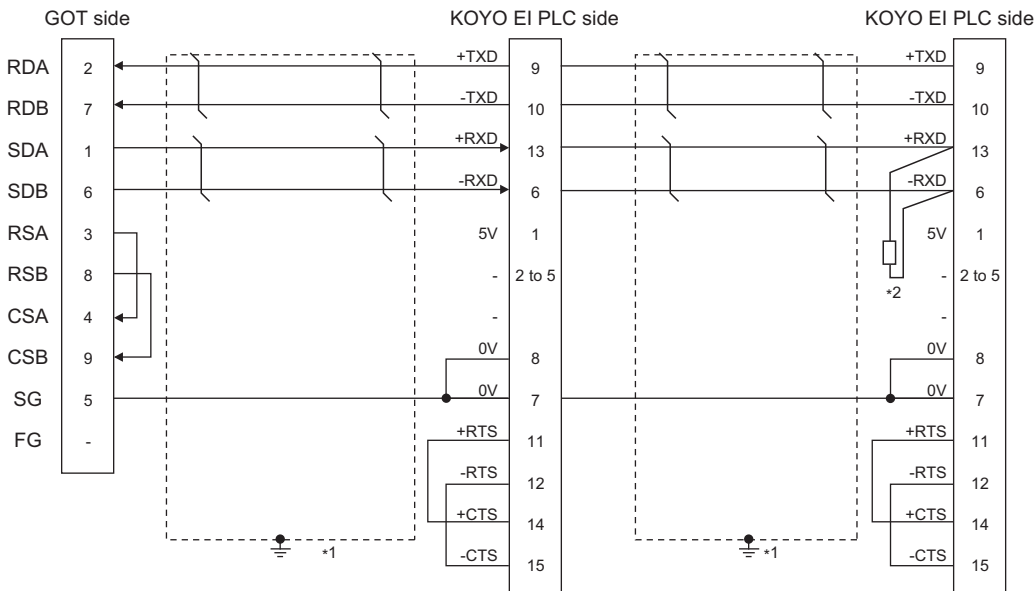 GOT side KOYO EI PLC side KOYO EI PLC side
RDA 2 +TXD 9 +TXD 9
RDB 7 -TXD 10 -TXD 10
SDA 1 +RXD 13 +RXD 13
SDB 6 -RXD 6 -RXD 6
RSA 3 5V 1 5V 1
RSB 8 - 2 to 5 *2 - 2 to 5
CSA 4 - -
CSB 9 0V 8 0V 8
SG 5 0V 7 0V 7
FG - +RTS 11 +RTS 11
-RTS 12 -RTS 12
+CTS 14 +CTS 14
*1 -CTS 15 *1 -CTS 15